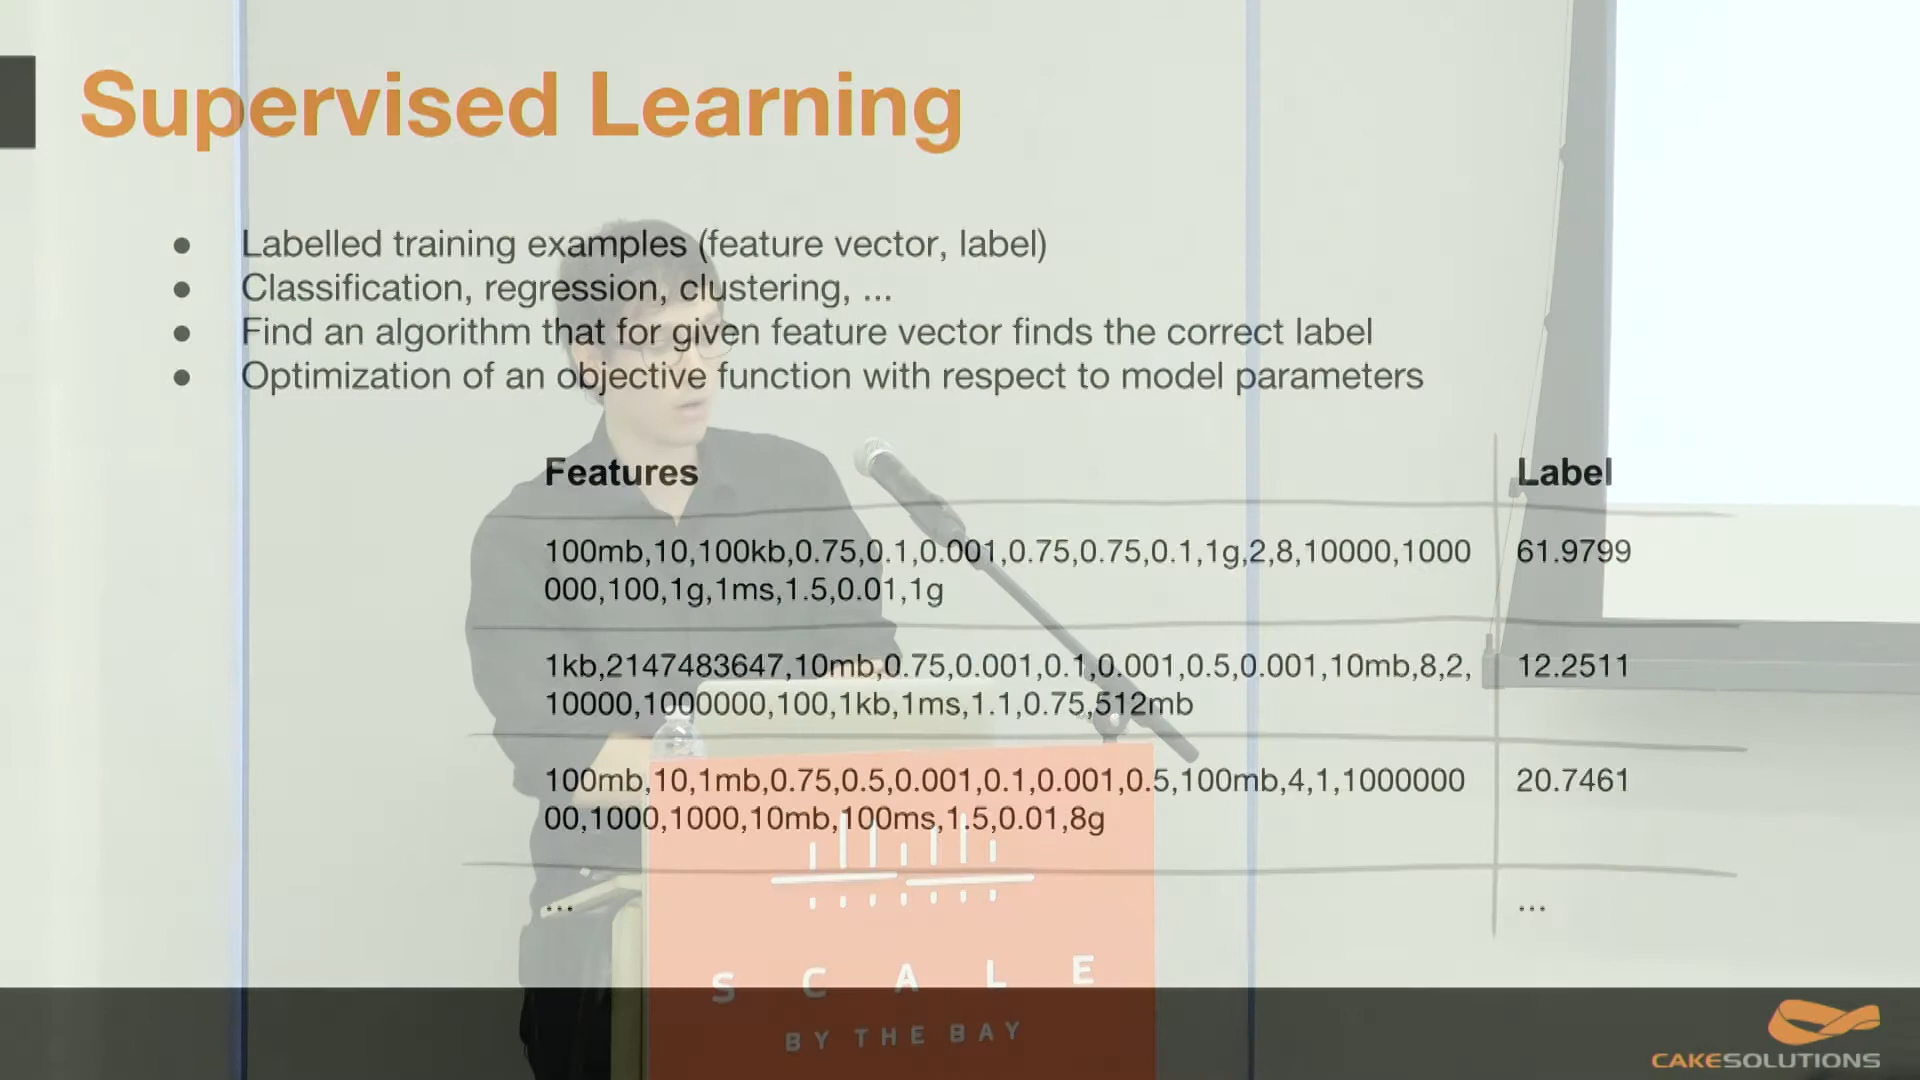 Supervised Learning
● Labelled training examples (feature vector, label)
● Classification, regression, clustering, ...
● Find an algorithm that for given feature vector finds the correct label
● Optimization of an objective function with respect to model parameters
Features Label
100mb,10,100kb,0.75,0.1,0.001,0.75,0.75,0.1,1g,2,8,10000,1000 61.9799
000,100,1g,1ms,1.5,0.01,1g
1kb,2147483647,10mb,0.75,0.001,0.1,0.001,0.5,0.001,10mb,8,2, 12.2511
10000,1000000,100,1kb,1ms,1.1,0.75,512mb
100mb,10,1mb,0.75,0.5,0.001,0.1,0.001,0.5,100mb,4,1,1000000 20.7461
00,1000,1000,10mb,100ms,1.5,0.01,8g
... ...
SCALE
BY THE BAY
CAKESOLUTIONS